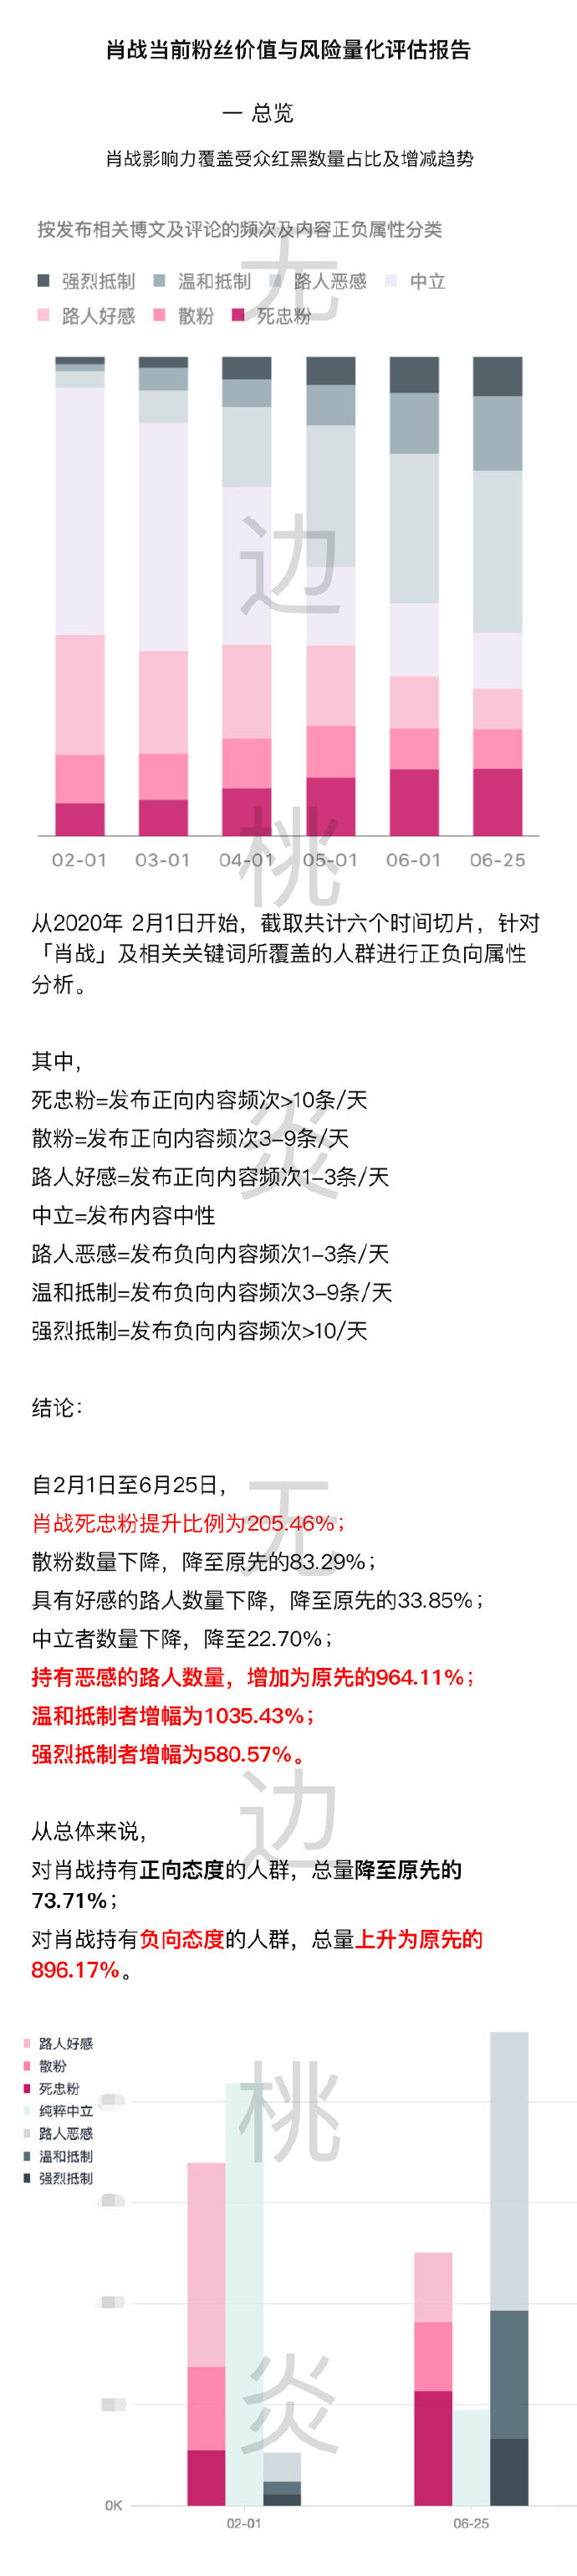 肖战当前粉丝价值与风险量化评估报告
一 总览
肖战影响力覆盖受众红黑数量占比及增减趋势
按发布相关博文及评论的频次及内容正负属性分类
强烈抵制 温和抵制 路人恶感 中立
路人好感 散粉 死忠粉
无
边
桃
02-01 03-01 04-01 05-01 06-01 06-25
从2020年 2月1日开始，截取共计六个时间切片，针对
「肖战」及相关关键词所覆盖的人群进行正负向属性
分析。
其中，
死忠粉=发布正向内容频次>10条/天
炎
散粉=发布正向内容频次3-9条/天
路人好感=发布正向内容频次1-3条/天
中立=发布内容中性
路人恶感=发布负向内容频次1-3条/天
温和抵制=发布负向内容频次3-9条/天
强烈抵制=发布负向内容频次>10/天
结论：
自2月1日至6月25日，
无
肖战死忠粉提升比例为205.46%；
散粉数量下降，降至原先的83.29%；
具有好感的路人数量下降，降至原先的33.85%；
中立者数量下降，降至22.70%；
持有恶感的路人数量，增加为原先的964.11%；
温和抵制者增幅为1035.43%；
强烈抵制者增幅为580.57%。
边
从总体来说，
对肖战持有正向态度的人群，总量降至原先的
73.71%；
对肖战持有负向态度的人群，总量上升为原先的
896.17%。
路人好感
散粉
死忠粉
纯粹中立
路人恶感
温和抵制
强烈抵制
桃
炎
0K
02-01 06-25